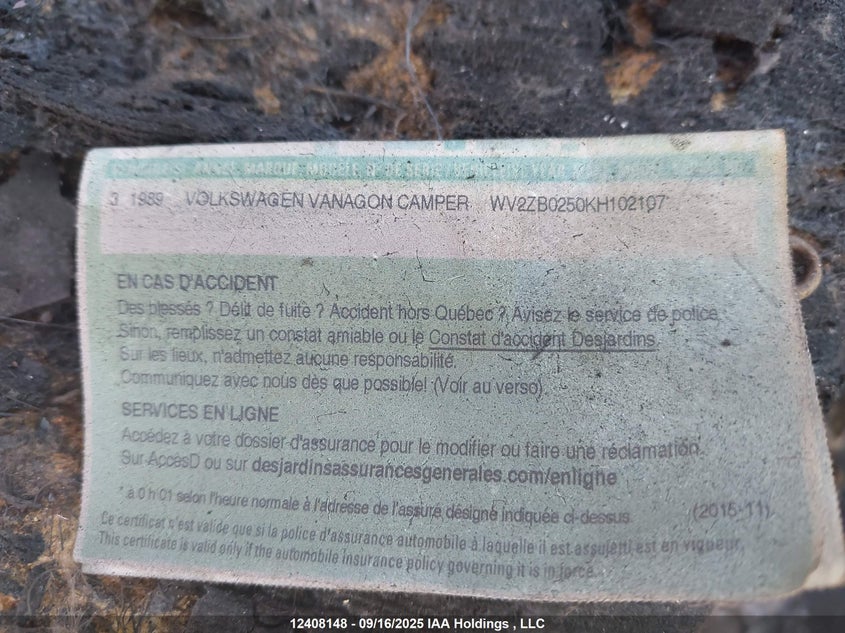 MARQUE MODÈLE
3 1989 VOLKSWAGEN VANAGON CAMPER WV2ZB0250KH102107
EN CAS D'ACCIDENT
Des blessés ? Délit de fuite ? Accident hors Québec ? Avisez le service de police.
Sinon, remplissez un constat amiable ou le Constat d'accident Desjardins.
Sur les lieux, n'admettez aucune responsabilité.
Communiquez avec nous dès que possible! (Voir au verso)
SERVICES EN LIGNE
Accédez à votre dossier d'assurance pour le modifier ou faire une réclamation.
Sur AccèsD ou sur desjardinsassurancesgenerales.com/enligne
* à 0 h 01 selon l'heure normale à l'adresse de l'assuré désigné indiquée ci-dessus (2015-11)
Ce certificat n'est valide que si la police d'assurance automobile à laquelle il est assujetti est en vigueur.
This certificate is valid only if the automobile insurance policy governing it is in force.
12408148 - 09/16/2025 IAA Holdings , LLC